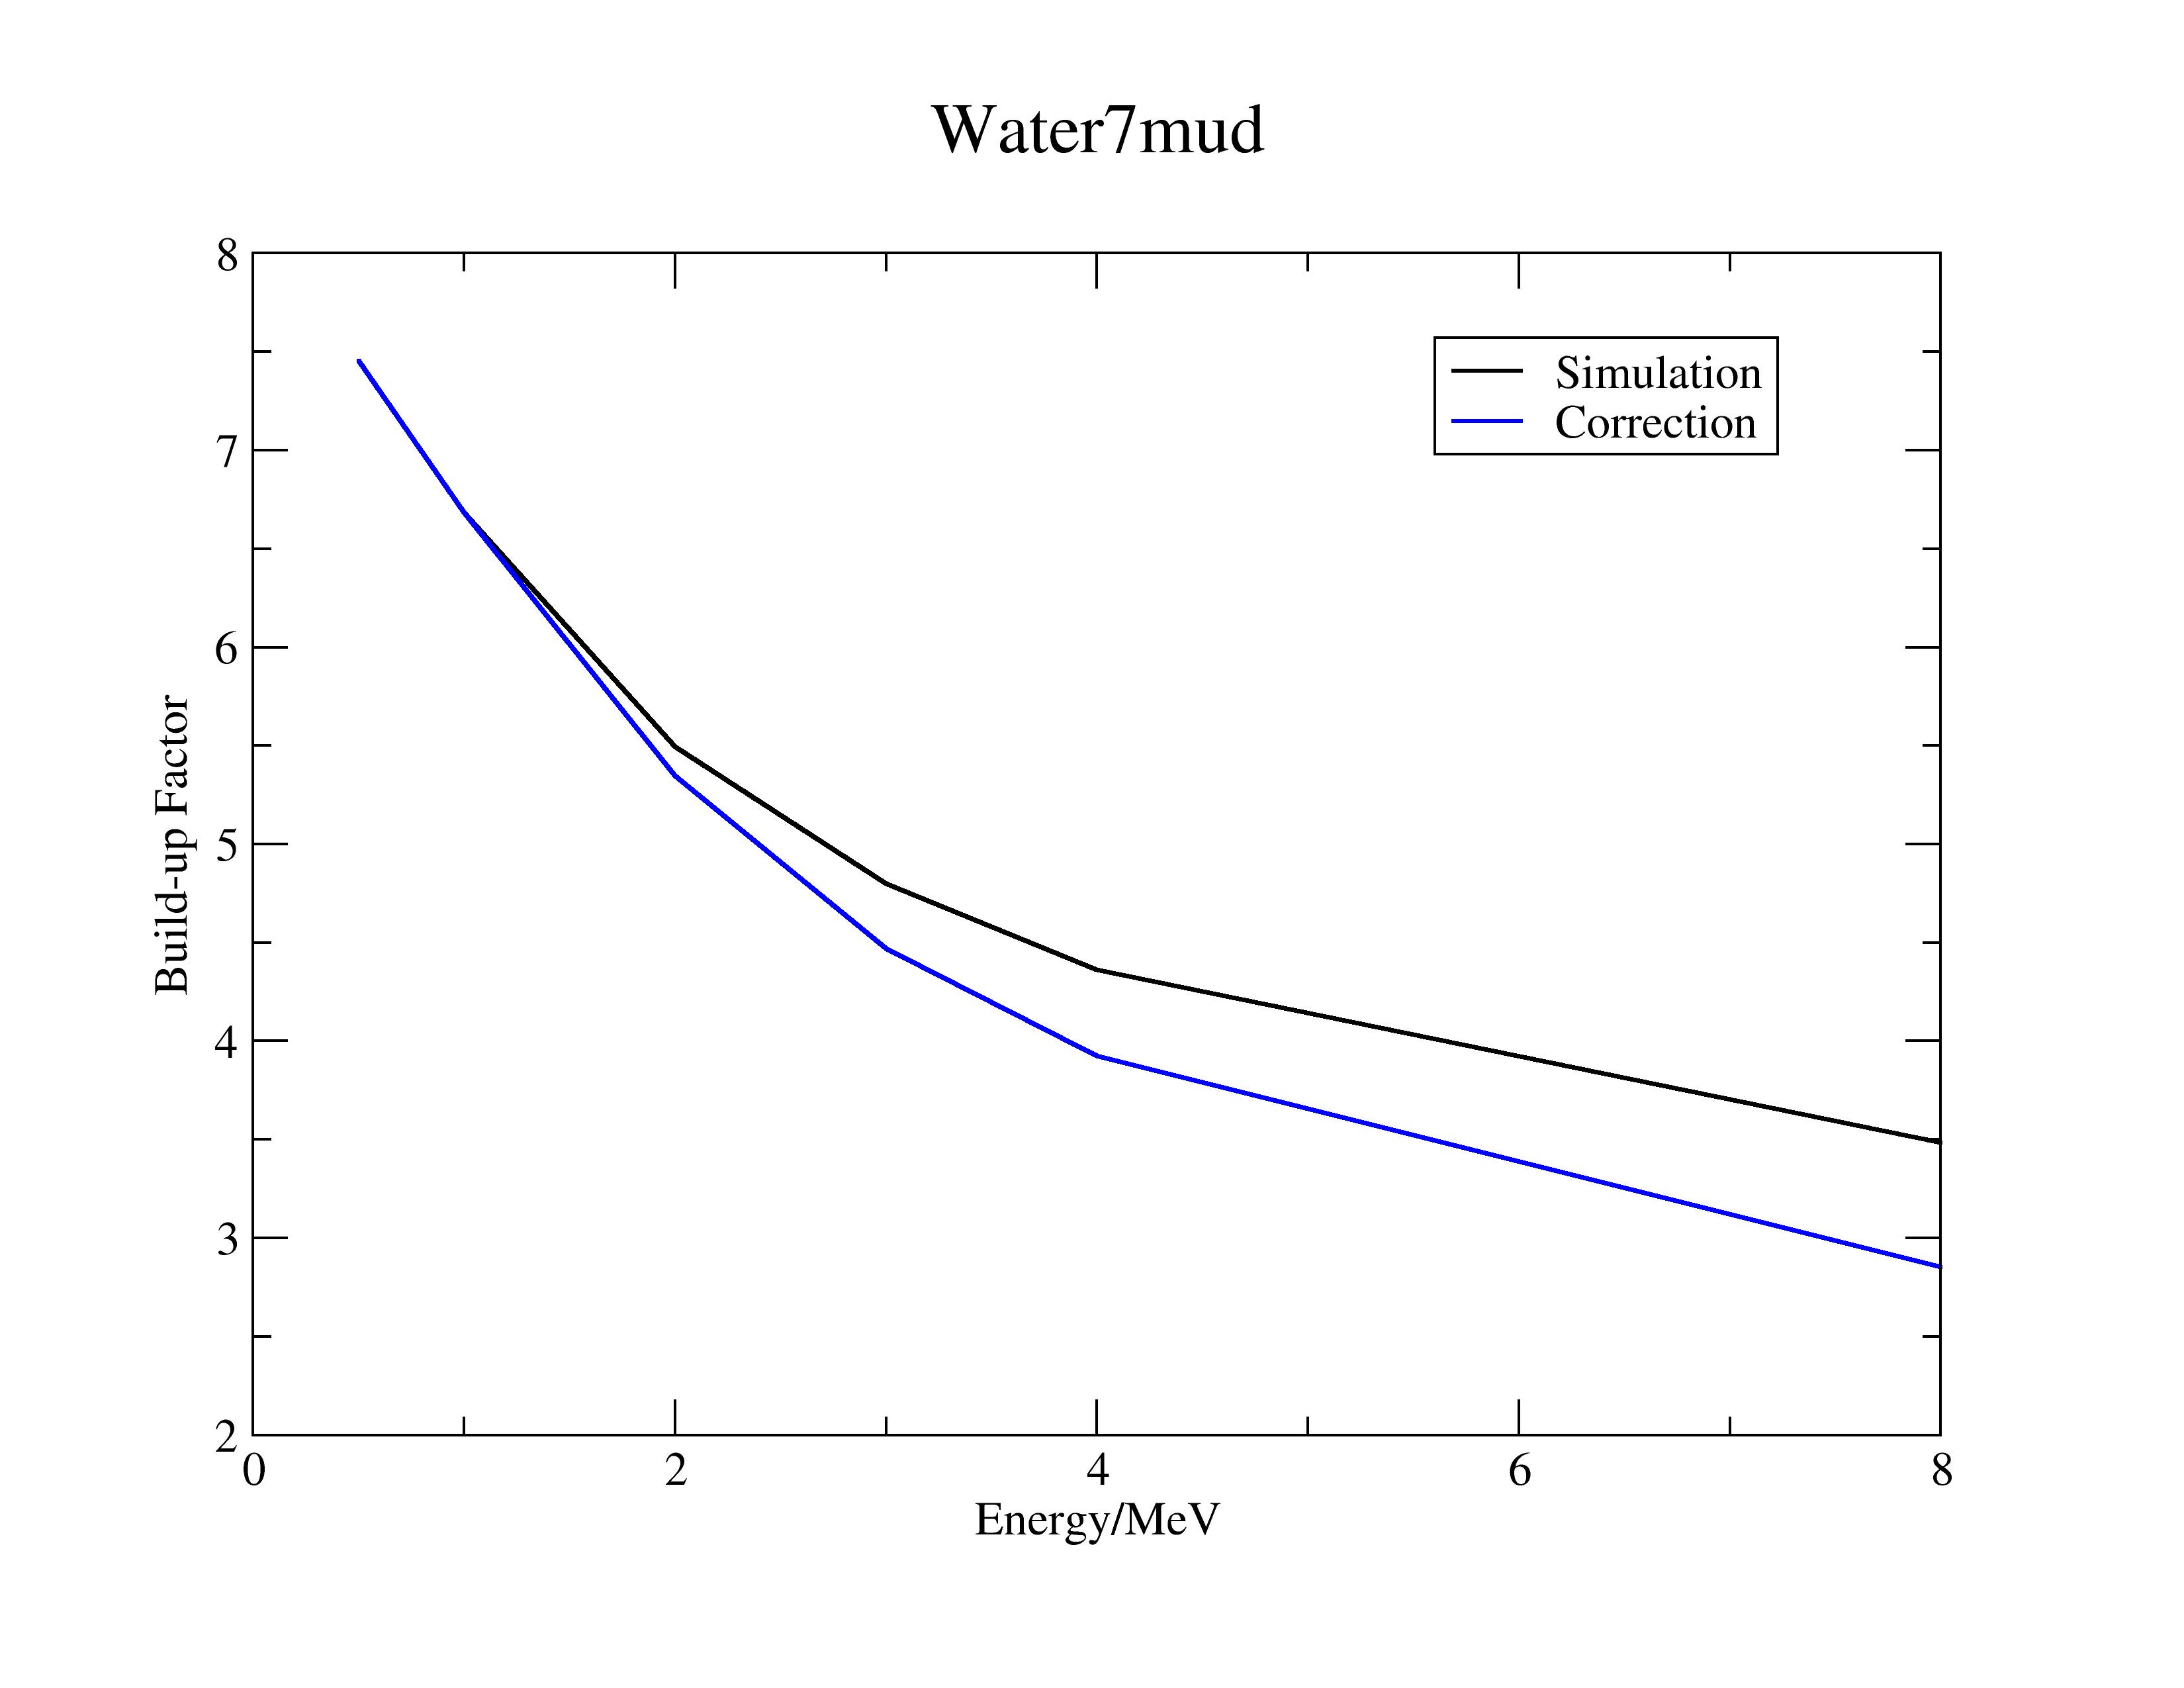 Water7mud
Simulation
Correction
8
7
6
5
4
3
2
Build-up Factor
0 2 4 6 8
Energy/MeV